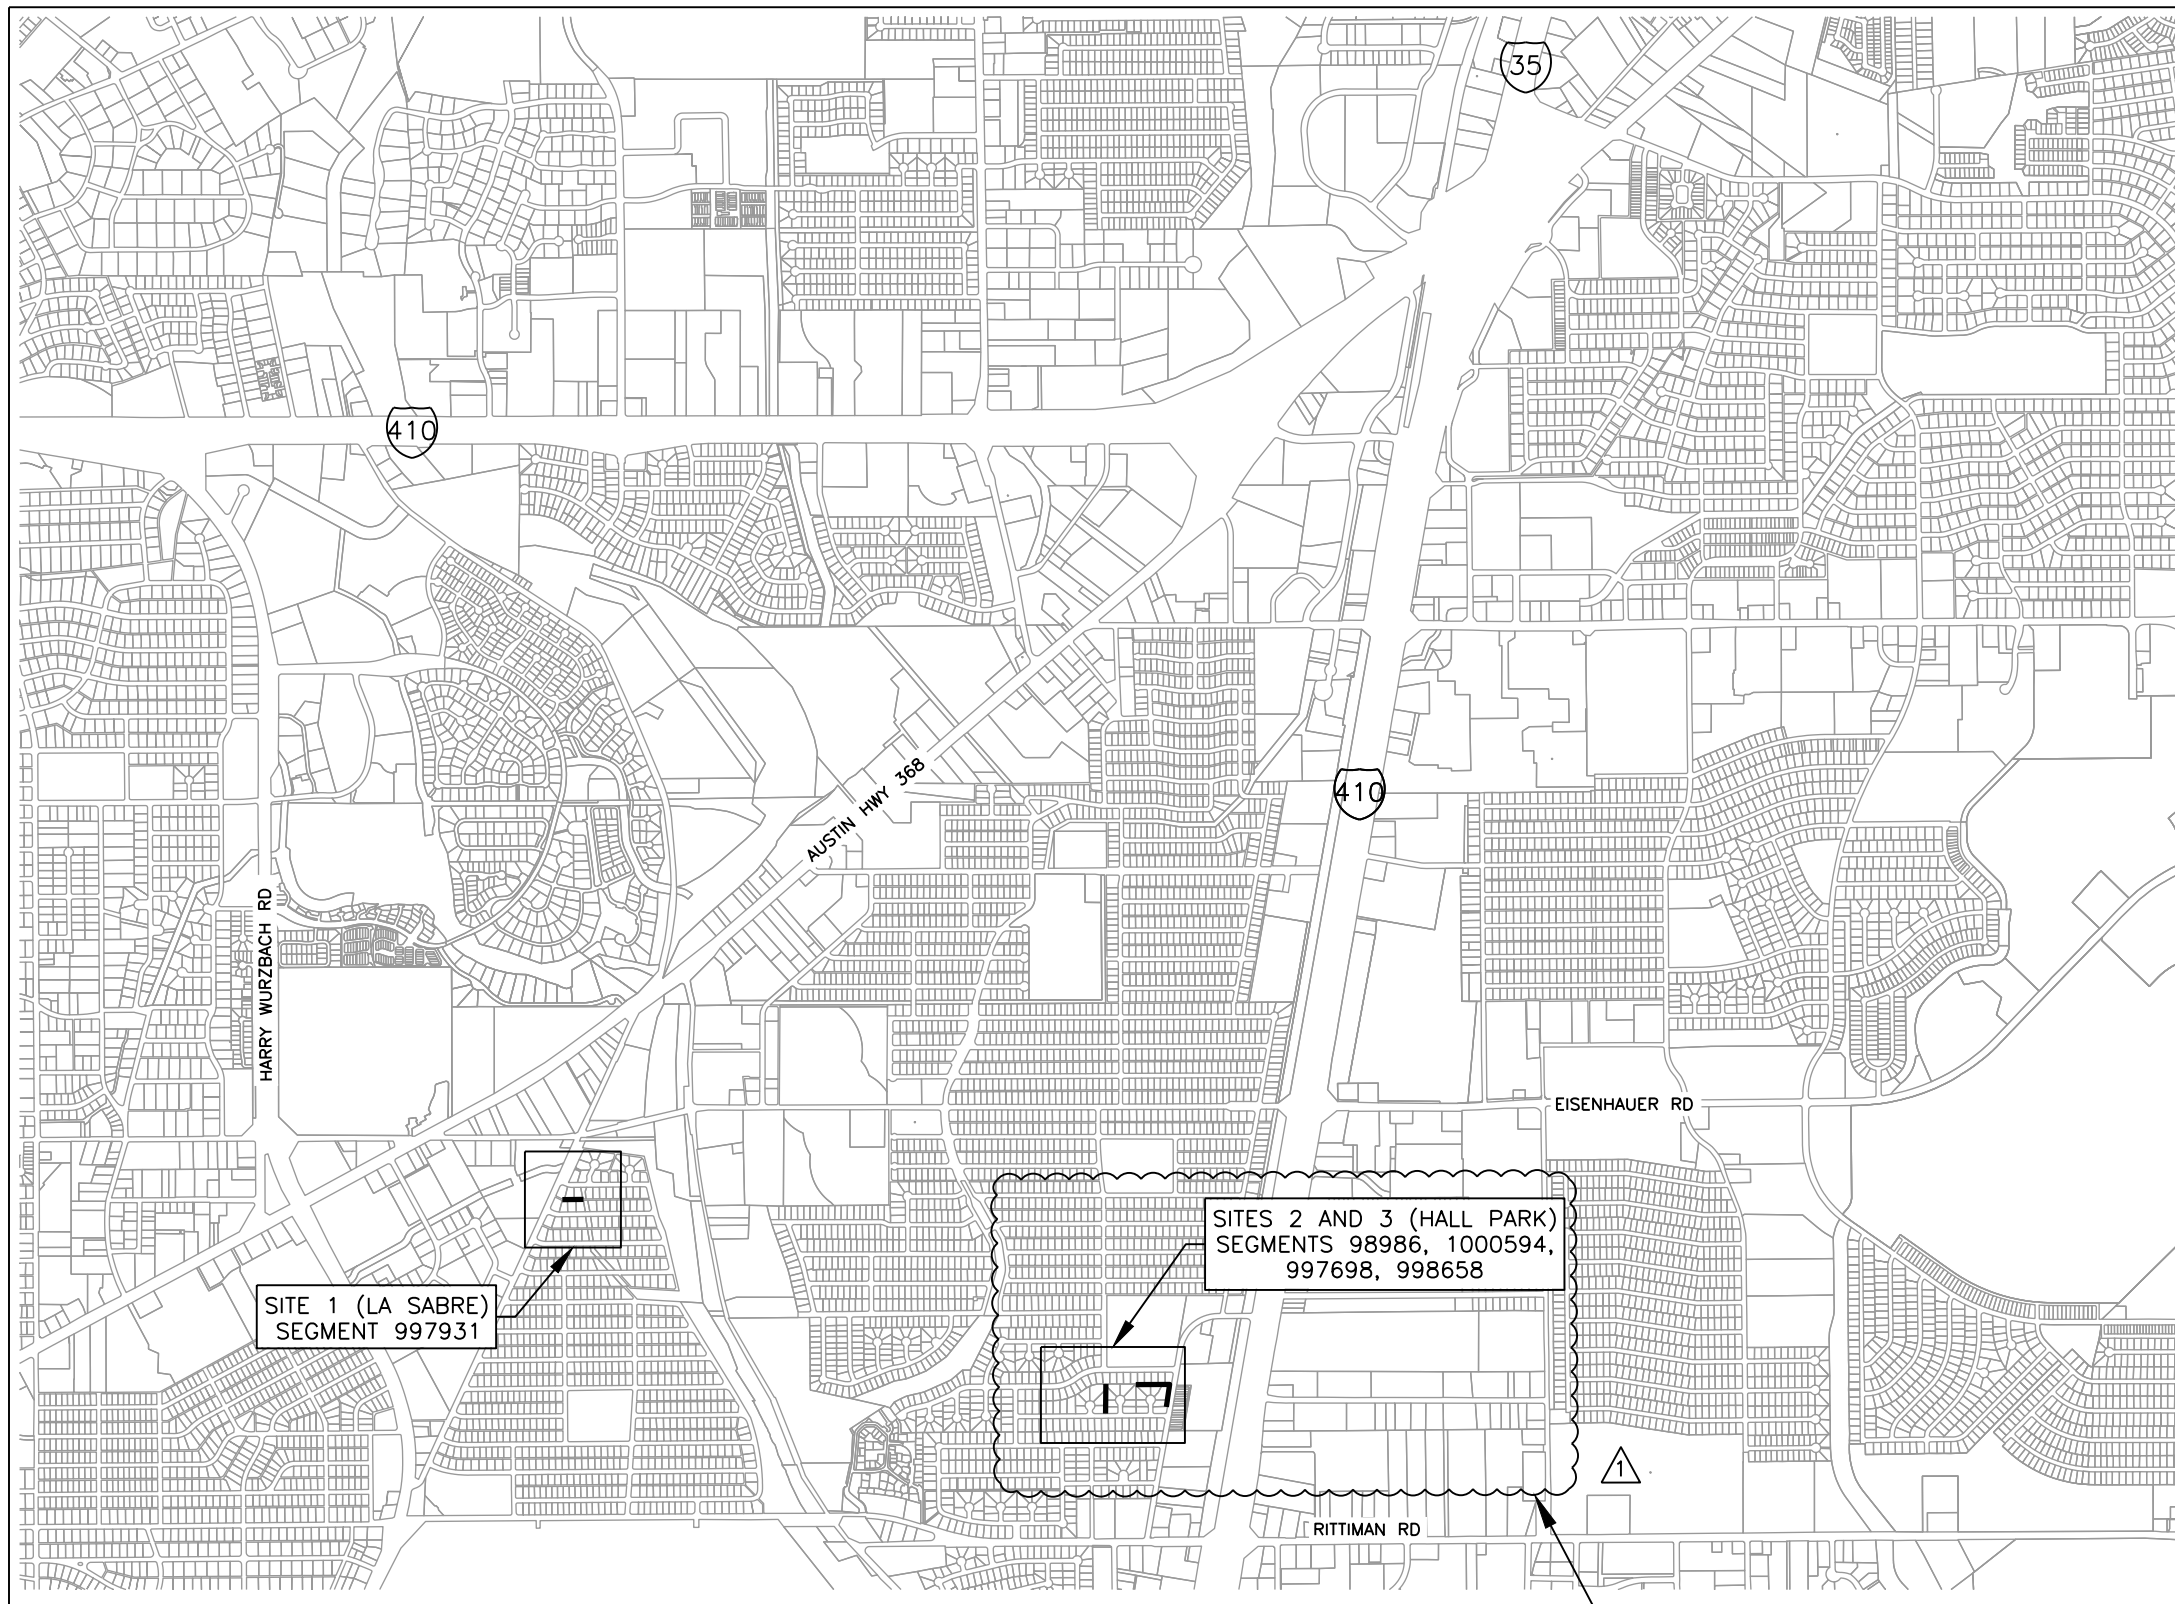 35
410
AUSTIN HWY 368
410
HARRY WURZBACH RD
EISENHAUER RD
SITES 2 AND 3 (HALL PARK)
SEGMENTS 98986, 1000594,
997698, 998658
SITE 1 (LA SABRE)
SEGMENT 997931
1
RITTIMAN RD